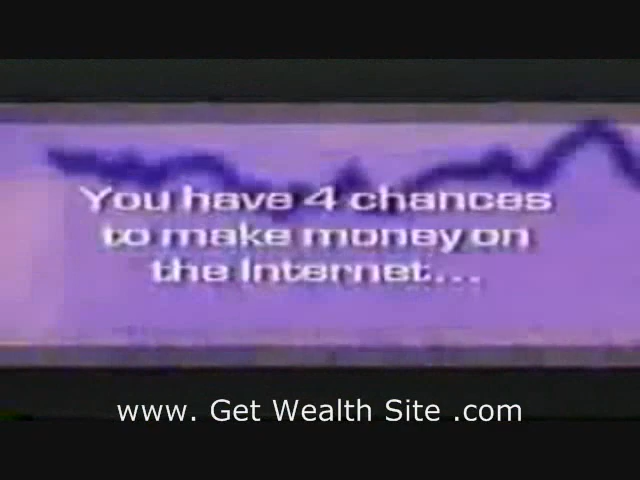 You have 4 chances
to make money on
the Internet...
www. Get Wealth Site .com